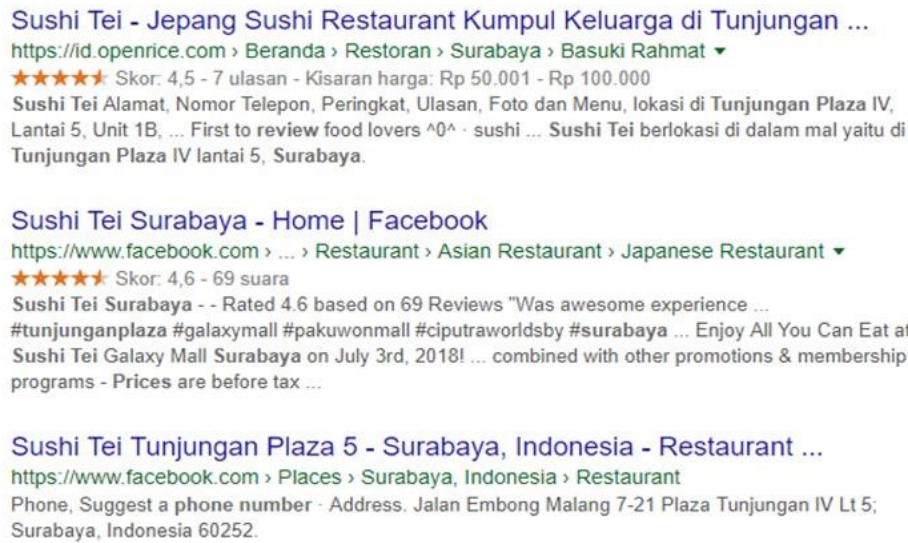 Sushi Tei - Jepang Sushi Restaurant Kumpul Keluarga di Tunjungan ...
https://id.openrice.com › Beranda › Restoran › Surabaya › Basuki Rahmat
Skor: 4,5 - 7 ulasan - Kisaran harga: Rp 50.001 - Rp 100.000
Sushi Tei Alamat, Nomor Telepon, Peringkat, Ulasan, Foto dan Menu, lokasi di Tunjungan Plaza IV,
Lantai 5, Unit 1B, ... First to review food lovers ^0^ · sushi ... Sushi Tei berlokasi di dalam mal yaitu di
Tunjungan Plaza IV lantai 5, Surabaya.
Sushi Tei Surabaya - Home | Facebook
https://www.facebook.com › ... › Restaurant › Asian Restaurant › Japanese Restaurant
Skor: 4,6 - 69 suara
Sushi Tei Surabaya - - Rated 4.6 based on 69 Reviews "Was awesome experience ...
#tunjunganplaza #galaxymall #pakuwonmall #ciputraworldsby #surabaya ... Enjoy All You Can Eat at
Sushi Tei Galaxy Mall Surabaya on July 3rd, 2018! ... combined with other promotions & membership
programs - Prices are before tax ...
Sushi Tei Tunjungan Plaza 5 - Surabaya, Indonesia - Restaurant ...
https://www.facebook.com › Places › Surabaya, Indonesia › Restaurant
Phone, Suggest a phone number · Address. Jalan Embong Malang 7-21 Plaza Tunjungan IV Lt 5;
Surabaya, Indonesia 60252.